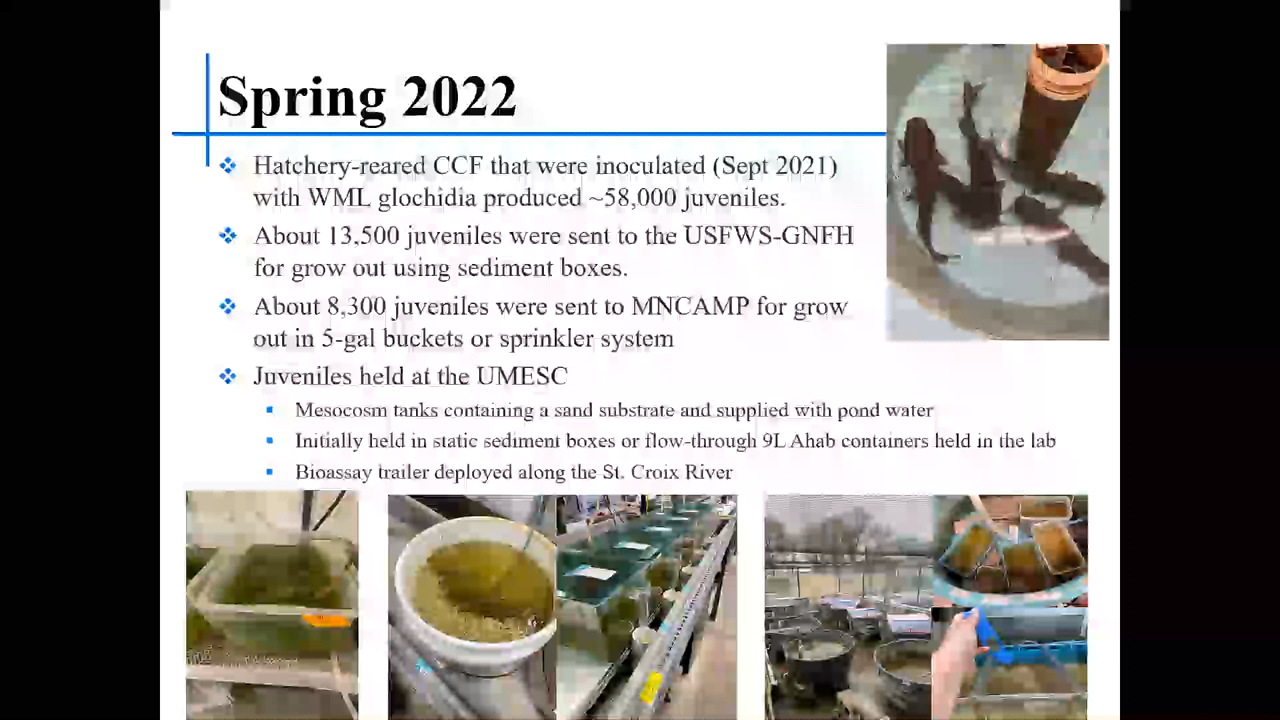 Spring 2022
Hatchery-reared CCF that were inoculated (Sept 2021)
with WML glochidia produced ~58,000 juveniles.
About 13,500 juveniles were sent to the USFWS-GNFH
for grow out using sediment boxes.
About 8,300 juveniles were sent to MNCAMP for grow
out in 5-gal buckets or sprinkler system
Juveniles held at the UMESC
Mesocosm tanks containing a sand substrate and supplied with pond water
Initially held in static sediment boxes or flow-through 9L Ahab containers held in the lab
Bioassay trailer deployed along the St. Croix River